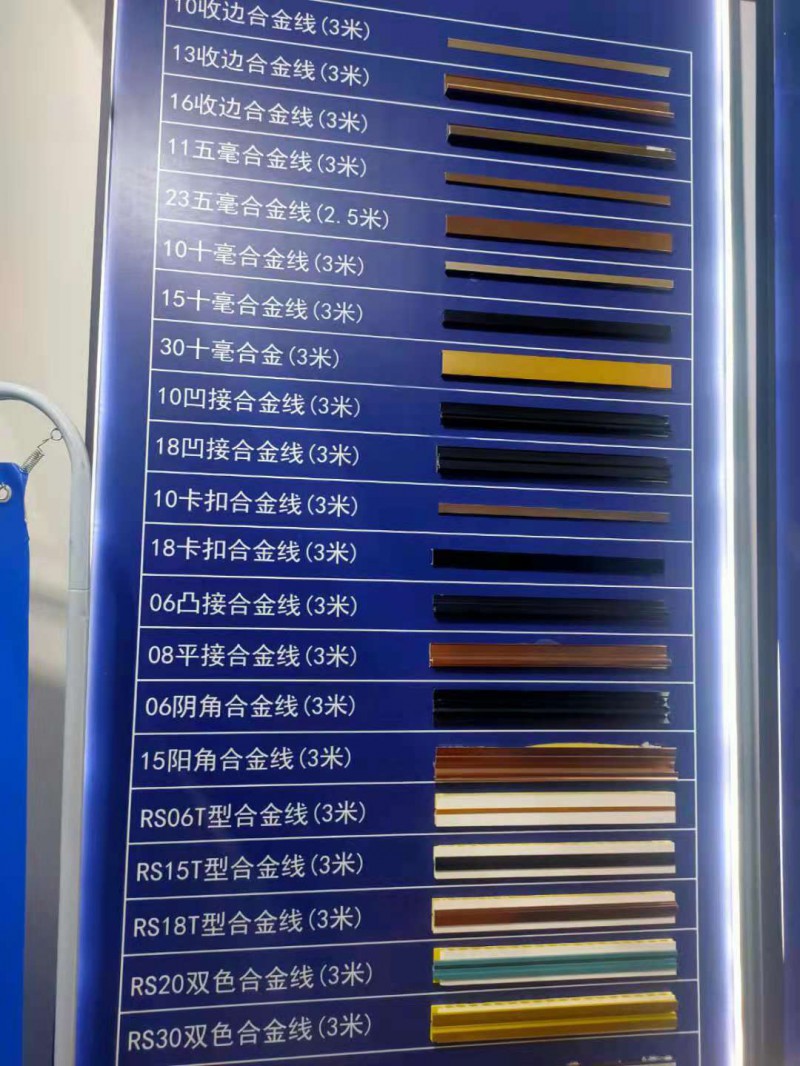 10收边合金线(3米)
13收边合金线(3米)
16收边合金线(3米)
11五毫合金线(3米)
23五毫合金线(2.5米)
10十毫合金线(3米)
15十毫合金线(3米)
30十毫合金(3米)
10凹接合金线(3米)
18凹接合金线(3米)
10卡扣合金线(3米)
18卡扣合金线(3米)
06凸接合金线(3米)
08平接合金线(3米)
06阴角合金线(3米)
15阳角合金线(3米)
RS06T型合金线(3米)
RS15T型合金线(3米)
RS18T型合金线(3米)
RS20双色合金线(3米)
RS30双色合金线(3米)